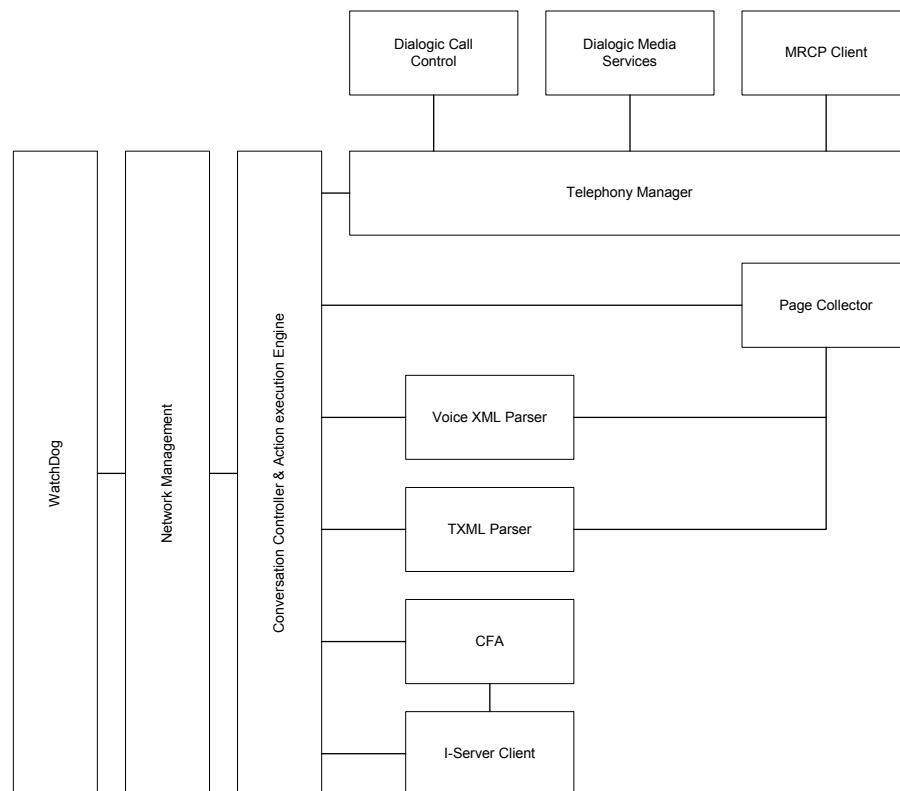 Dialogic Call
Control
Dialogic Media
Services
MRCP Client
Telephony Manager
Page Collector
WatchDog
Network Management
Conversation Controller & Action execution Engine
Voice XML Parser
TXML Parser
CFA
I-Server Client